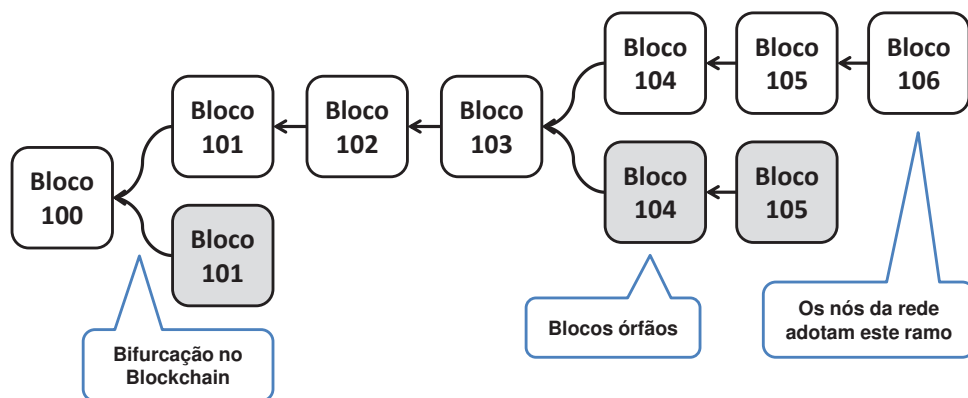 Bloco
104
Bloco
105
Bloco
106
Bloco
101
Bloco
102
Bloco
103
Bloco
100
Bloco
104
Bloco
105
Bloco
101
Bifurcação no
Blockchain
Blocos órfãos
Os nós da rede
adotam este ramo